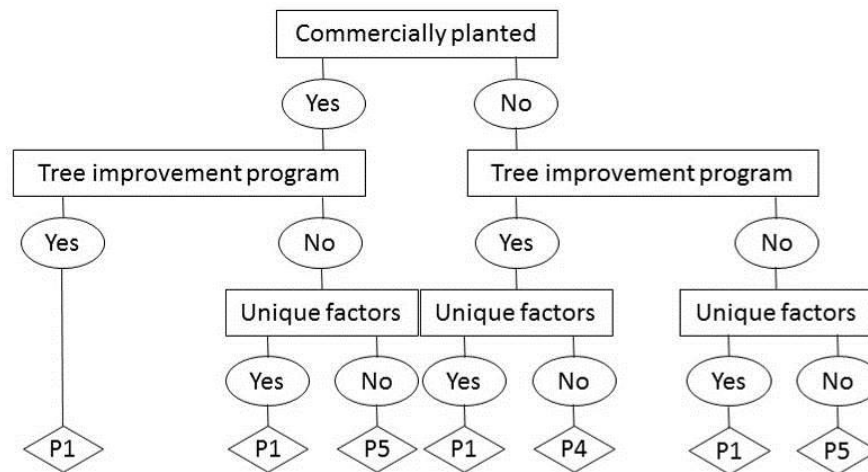 Commercially planted
Yes
No
Tree improvement program
Tree improvement program
Yes
No
Yes
No
Unique factors
Unique factors
Unique factors
Yes
No
Yes
No
Yes
No
P1
P1
P5
P1
P4
P1
P5